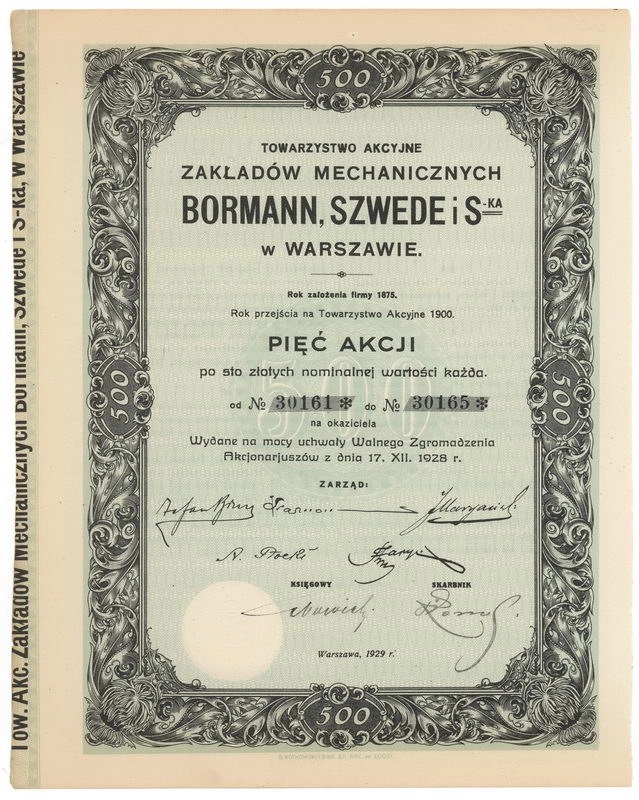 500
TOWARZYSTWO AKCYJNE
ZAKŁADÓW MECHANICZNYCH
BORMANN, SZWEDE i S-KA
w WARSZAWIE.
Rok założenia firmy 1875.
Rok przejścia na Towarzystwo Akcyjne 1900.
PIĘĆ AKCJI
po sto złotych nominalnej wartości każda.
500
500
500
od № 30161 ✻ do № 30165 ✻
na okaziciela
Wydane na mocy uchwały Walnego Zgromadzenia
Akcjonarjuszów z dnia 17. XII. 1928 r.
ZARZĄD:
KSIĘGOWY SKARBNIK
Warszawa, 1929 r.
500
Tow. Akc. Zakładów Mechanicznych Bormann, Szwede i S-ka, w Warszawie